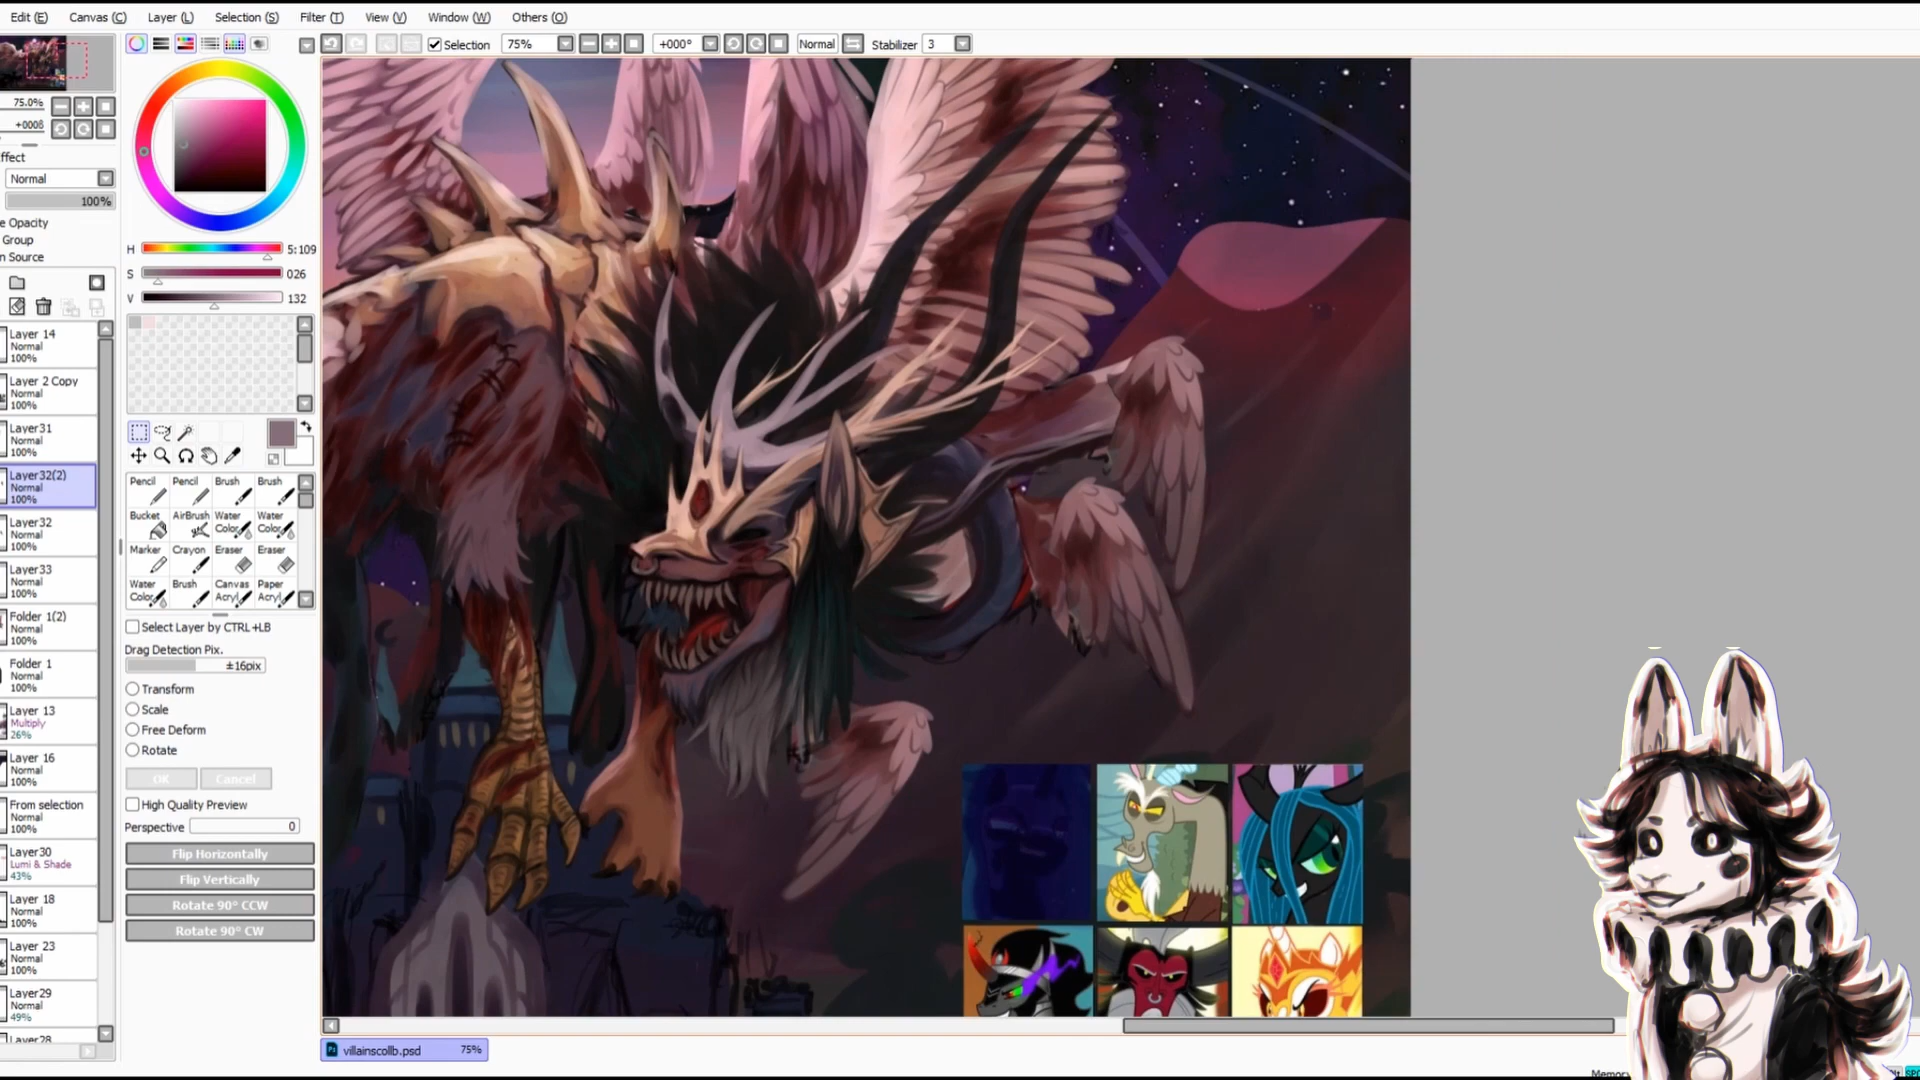 Edit (E) Canvas (C) Layer (L) Selection (S) Filter (T) View (V) Window (W) Others (O)
Selection 75% +000° Normal Stabilizer 3
75.0%
+000ß
ffect
Normal
100%
e Opacity
Group
n Source
H 5:109
S 026
V 132
Layer 14
Normal
100%
Layer 2 Copy
Normal
100%
Layer31
Normal
100%
Layer32(2)
Normal
100%
Layer32
Normal
100%
Layer33
Normal
100%
Folder 1(2)
Normal
100%
Folder 1
Normal
100%
Layer 13
Multiply
26%
Layer 16
Normal
100%
From selection
Normal
100%
Layer30
Lumi & Shade
43%
Layer 18
Normal
100%
Layer 23
Normal
100%
Layer29
Normal
49%
Layer28
Pencil Pencil Brush Brush
Bucket AirBrush Water Color Water Color
Marker Crayon Eraser Eraser
Water Color Brush Canvas Acryl Paper Acryl
Select Layer by CTRL+LB
Drag Detection Pix.
±16pix
Transform
Scale
Free Deform
Rotate
OK Cancel
High Quality Preview
Perspective 0
Flip Horizontally
Flip Vertically
Rotate 90° CCW
Rotate 90° CW
villainscollb.psd 75%